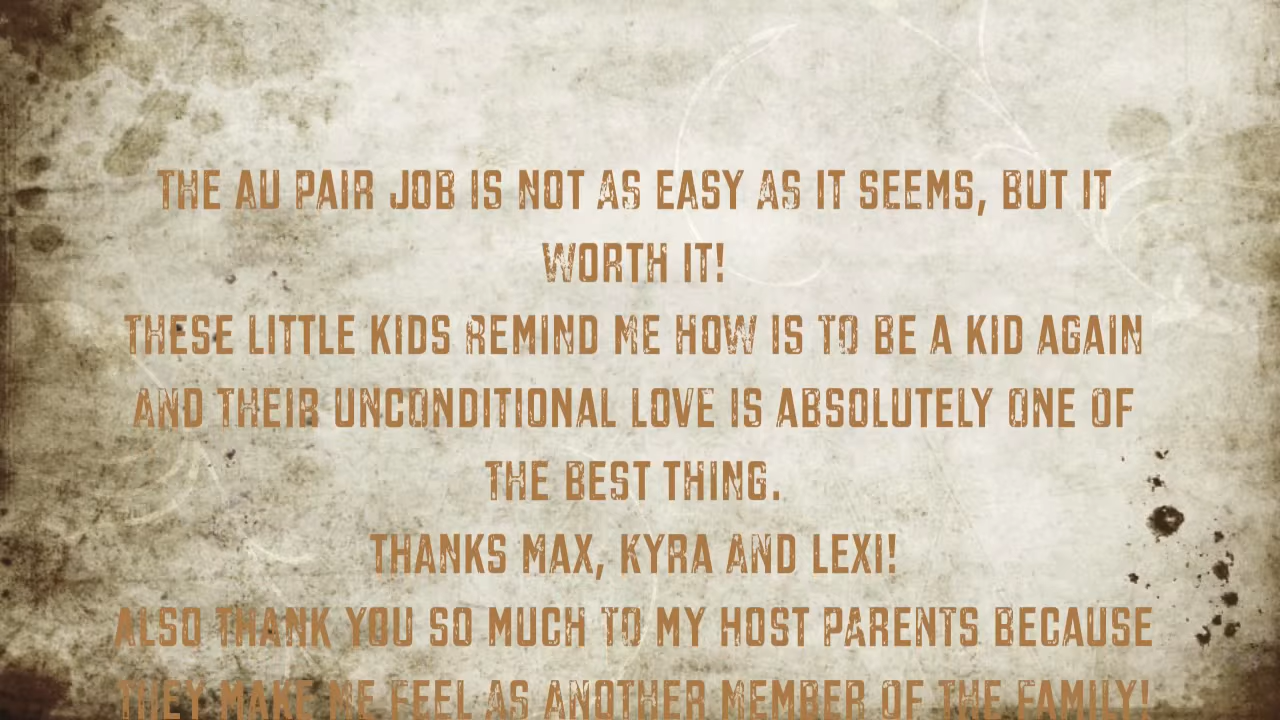 THE AU PAIR JOB IS NOT AS EASY AS IT SEEMS, BUT IT
WORTH IT!
THESE LITTLE KIDS REMIND ME HOW IS TO BE A KID AGAIN
AND THEIR UNCONDITIONAL LOVE IS ABSOLUTELY ONE OF
THE BEST THING.
THANKS MAX, KYRA AND LEXI!
ALSO THANK YOU SO MUCH TO MY HOST PARENTS BECAUSE
THEY MAKE ME FEEL AS ANOTHER MEMBER OF THE FAMILY!